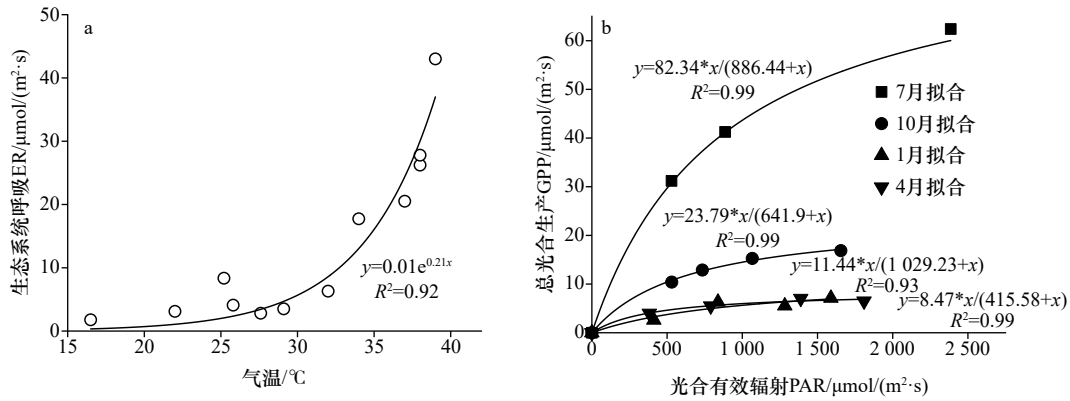 a
生态系统呼吸ER/μmol/(m²·s)
50
40
30
20
10
0
15
20
25
30
35
40
气温/℃
y=0.01e^0.21x
R²=0.92
b
总光合生产GPP/μmol/(m²·s)
60
50
40
30
20
10
0
0
500
1 000
1 500
2 000
2 500
光合有效辐射PAR/μmol/(m²·s)
y=82.34*x/(886.44+x)
R²=0.99
7月拟合
10月拟合
1月拟合
4月拟合
y=23.79*x/(641.9+x)
R²=0.99
y=11.44*x/(1 029.23+x)
R²=0.93
y=8.47*x/(415.58+x)
R²=0.99